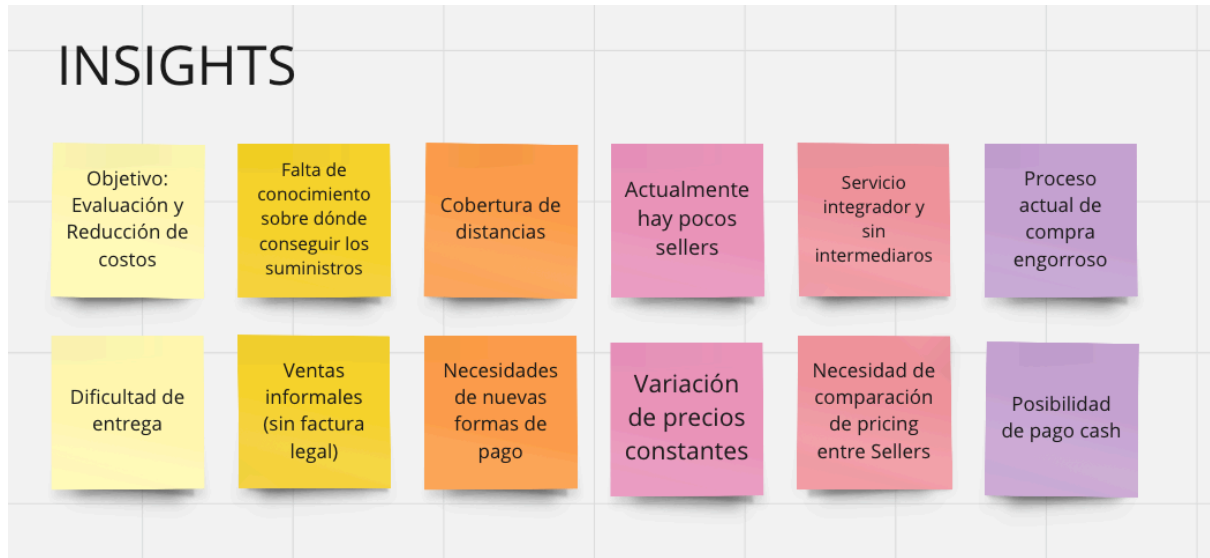 INSIGHTS
Objetivo:
Evaluación y
Reducción de
costos
Falta de
conocimiento
sobre dónde
conseguir los
suministros
Cobertura de
distancias
Actualmente
hay pocos
sellers
Servicio
integrador y
sin
intermediaros
Proceso
actual de
compra
engorroso
Dificultad de
entrega
Ventas
informales
(sin factura
legal)
Necesidades
de nuevas
formas de
pago
Variación
de precios
constantes
Necesidad de
comparación
de pricing
entre Sellers
Posibilidad
de pago cash